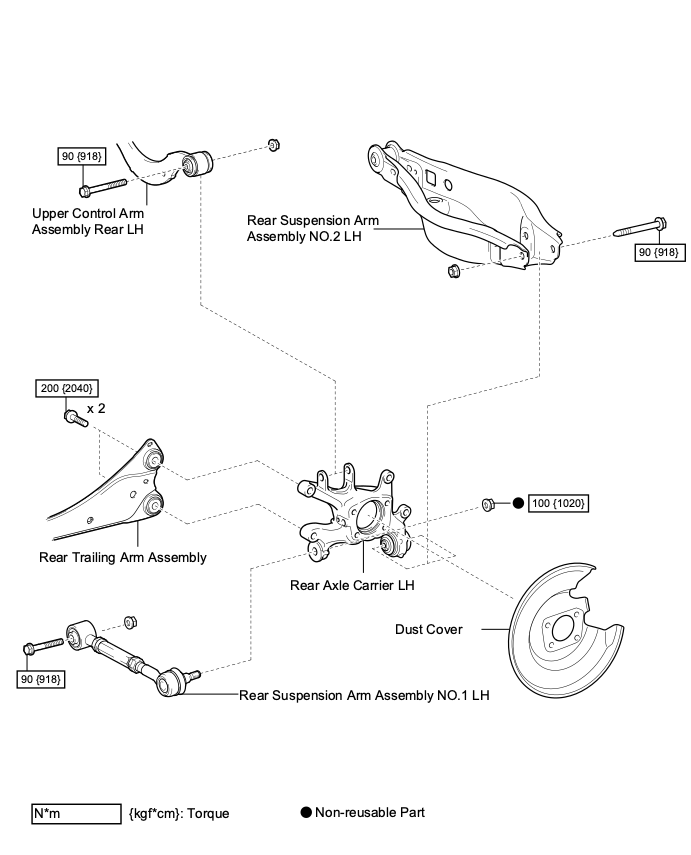 90 {918}
Upper Control Arm
Assembly Rear LH
Rear Suspension Arm
Assembly NO.2 LH
90 {918}
200 {2040}
x 2
100 {1020}
Rear Trailing Arm Assembly
Rear Axle Carrier LH
Dust Cover
90 {918}
Rear Suspension Arm Assembly NO.1 LH
N*m {kgf*cm}: Torque
Non-reusable Part